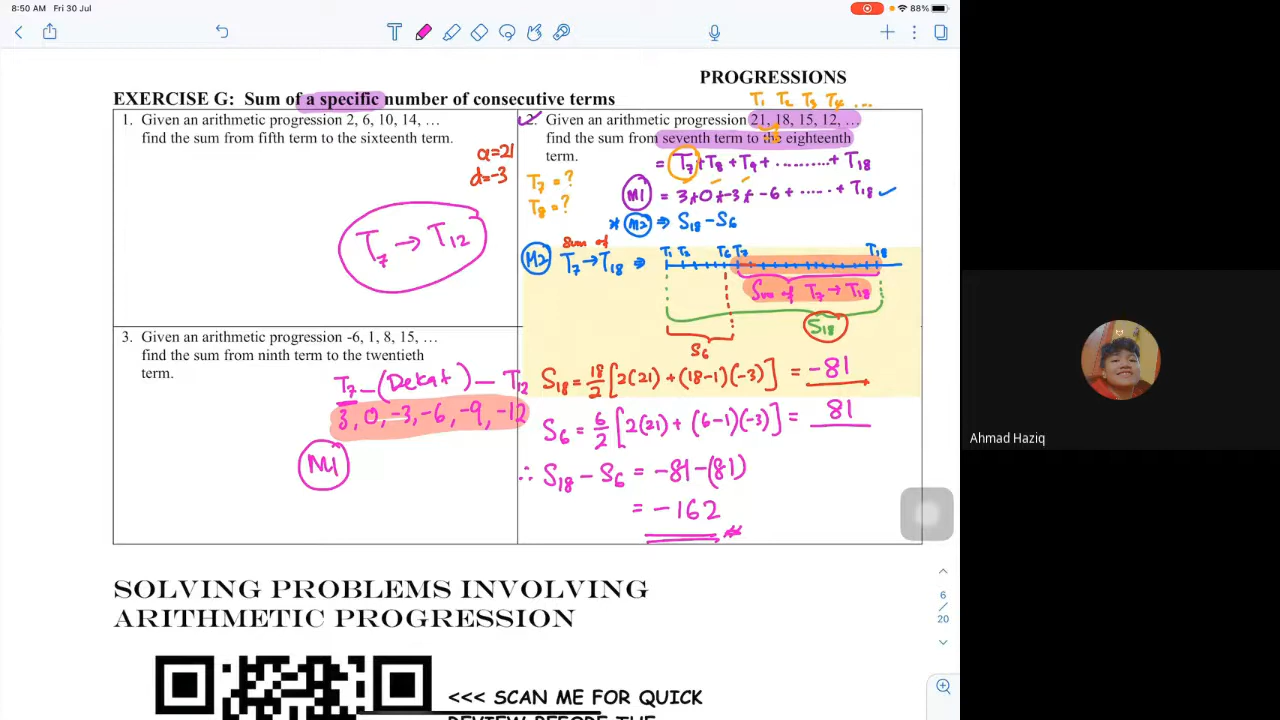 8:50 AM Fri 30 Jul
88%
PROGRESSIONS
EXERCISE G: Sum of a specific number of consecutive terms
T1 T2 T3 T4 ...
1. Given an arithmetic progression 2, 6, 10, 14, …
find the sum from fifth term to the sixteenth term.
a=21
d=-3
T7 → T12
2. Given an arithmetic progression 21, 18, 15, 12, …
find the sum from seventh term to the eighteenth
term.
-3
= T7 + T8 + T9 + .......... + T18
T7 = ?
T8 = ?
M1 = 3 + 0 + -3 + -6 + ...... + T18
* M2 ⇒ S18 - S6
Sum of
M2 T7 → T18 ⇒
T1 T2 T6 T7 T18
Sum of T7 → T18
S18
S6
S18 = 18/2 [2(21) + (18-1)(-3)] = -81
S6 = 6/2 [2(21) + (6-1)(-3)] = 81
∴ S18 - S6 = -81 - (81)
= -162
3. Given an arithmetic progression -6, 1, 8, 15, …
find the sum from ninth term to the twentieth
term.
T7 - (Dekat) - T12
3, 0, -3, -6, -9, -12
M1
SOLVING PROBLEMS INVOLVING
ARITHMETIC PROGRESSION
<<< SCAN ME FOR QUICK
REVIEW BEFORE THE
6
/
20
Ahmad Haziq